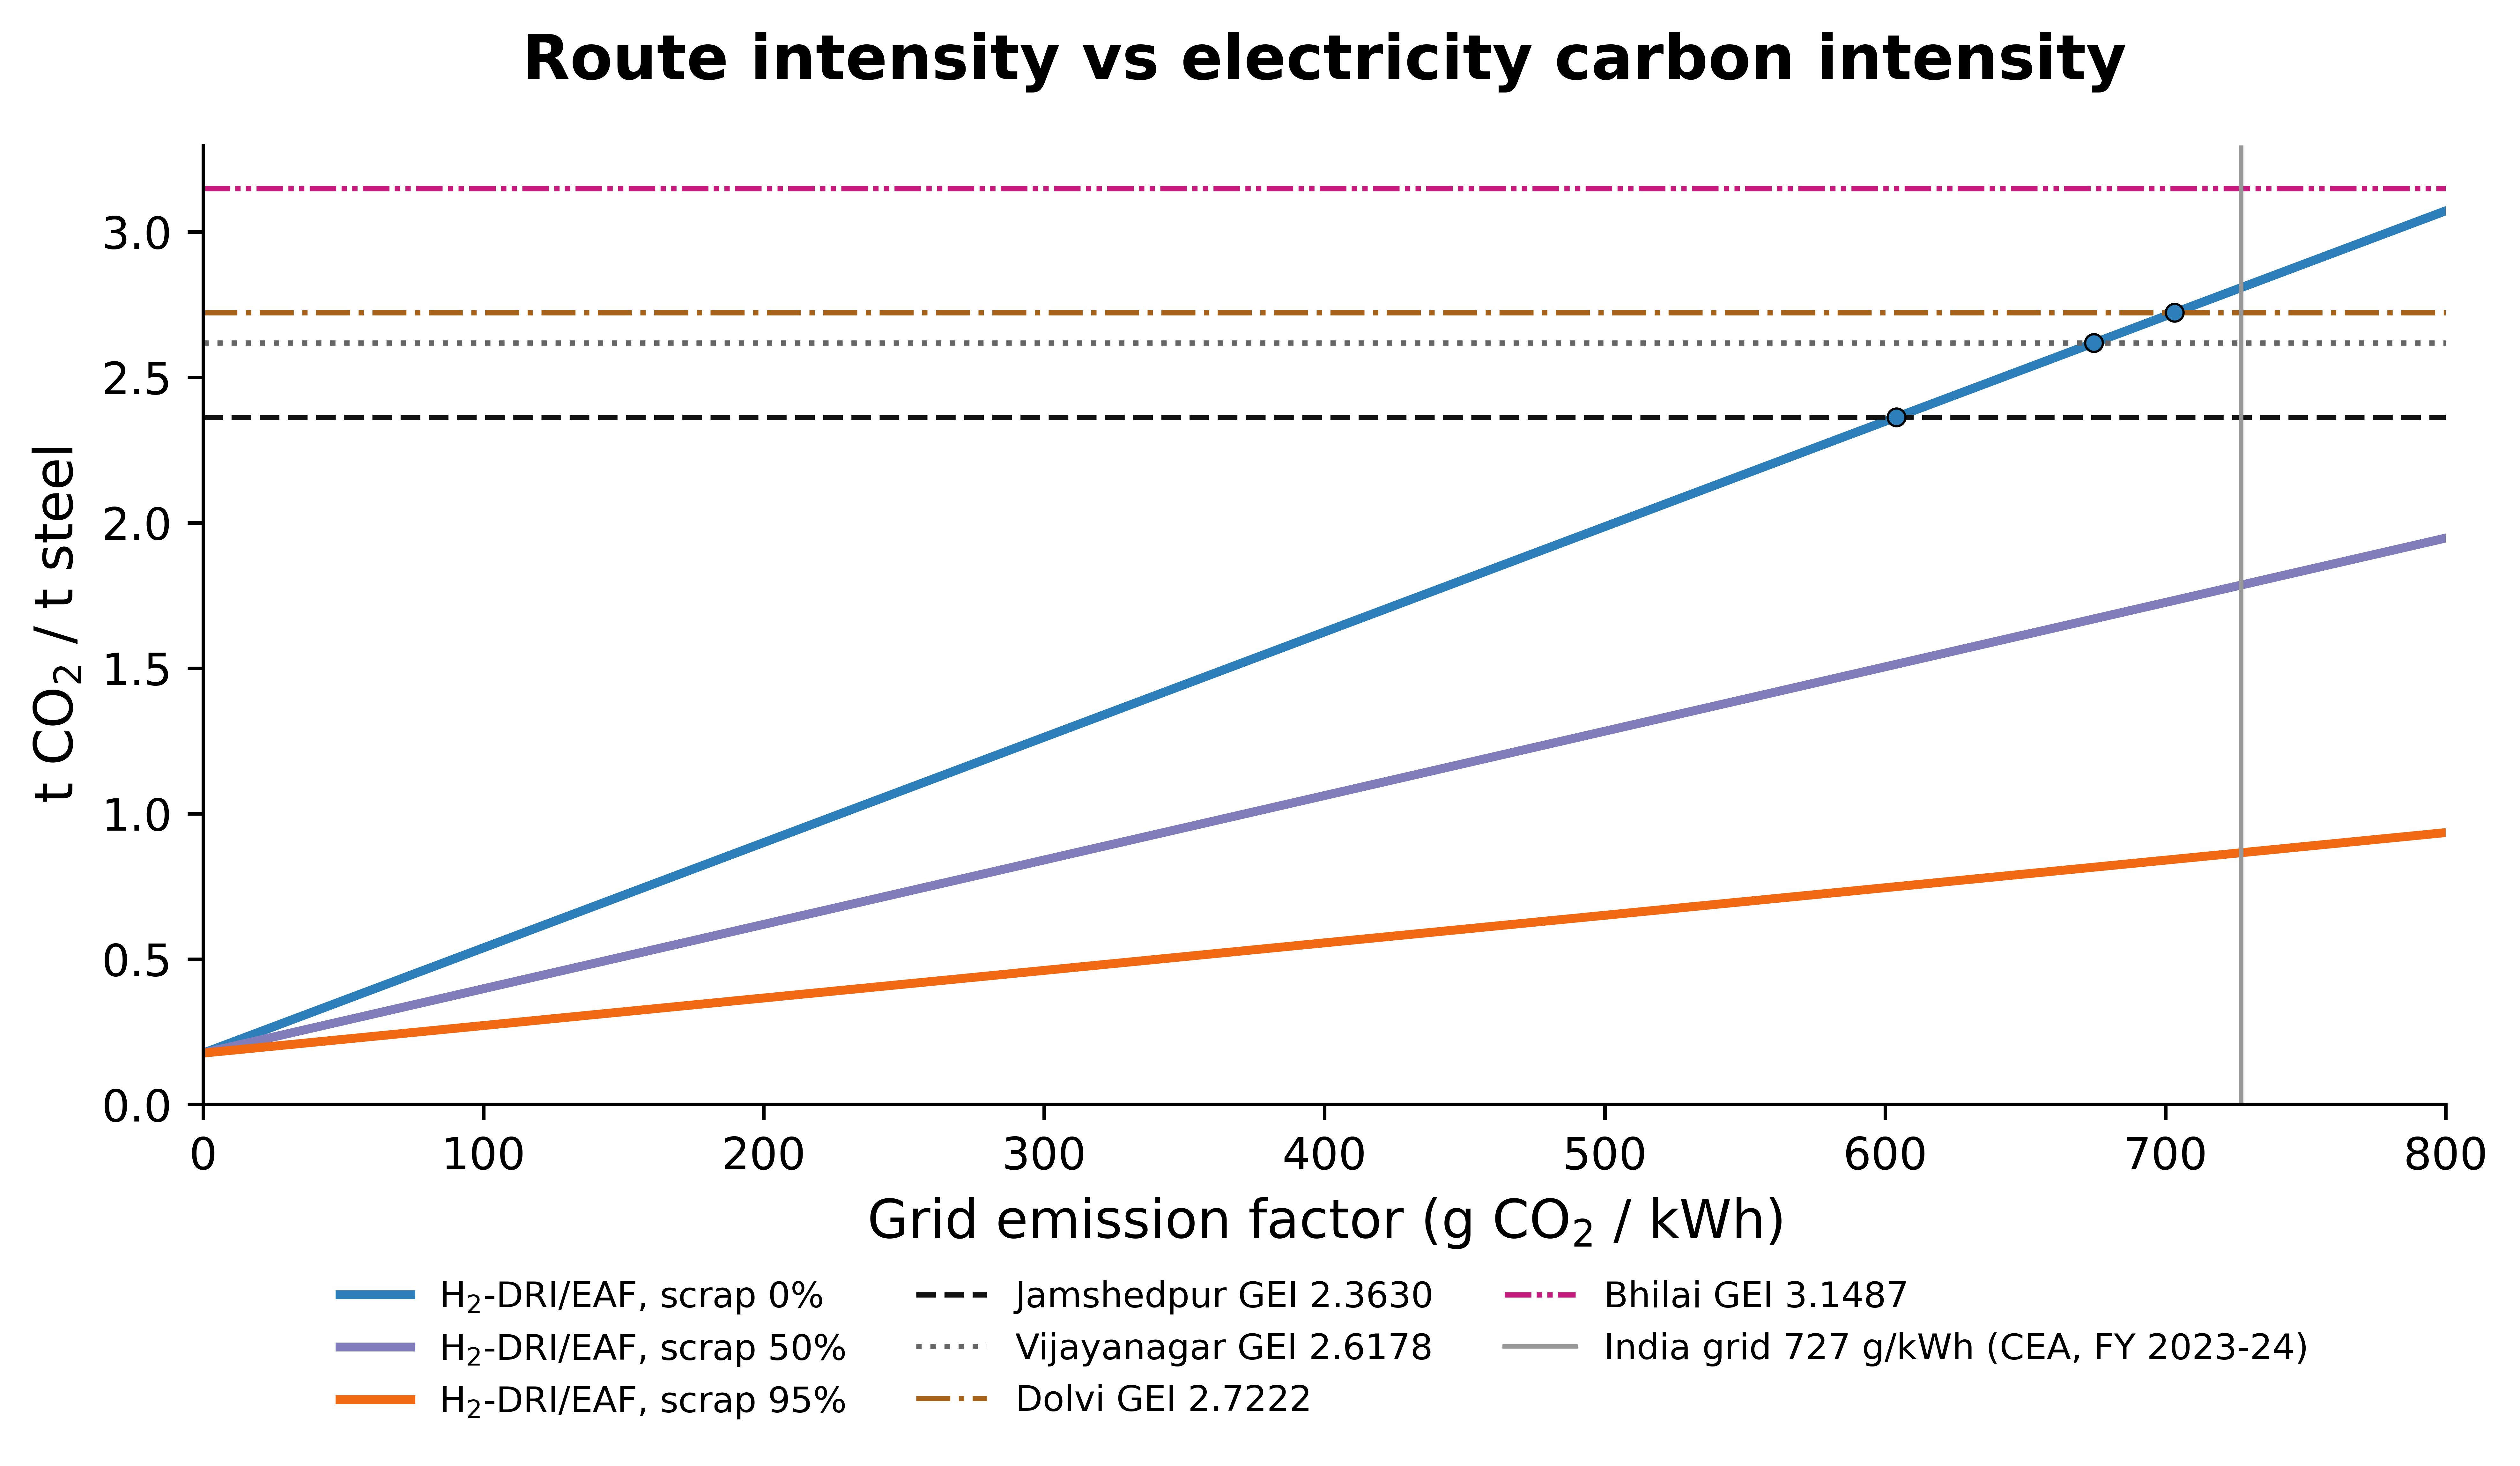 Route intensity vs electricity carbon intensity
t CO₂ / t steel
3.0
2.5
2.0
1.5
1.0
0.5
0.0
0 100 200 300 400 500 600 700 800
Grid emission factor (g CO₂ / kWh)
H₂-DRI/EAF, scrap 0%
H₂-DRI/EAF, scrap 50%
H₂-DRI/EAF, scrap 95%
Jamshedpur GEI 2.3630
Vijayanagar GEI 2.6178
Dolvi GEI 2.7222
Bhilai GEI 3.1487
India grid 727 g/kWh (CEA, FY 2023-24)